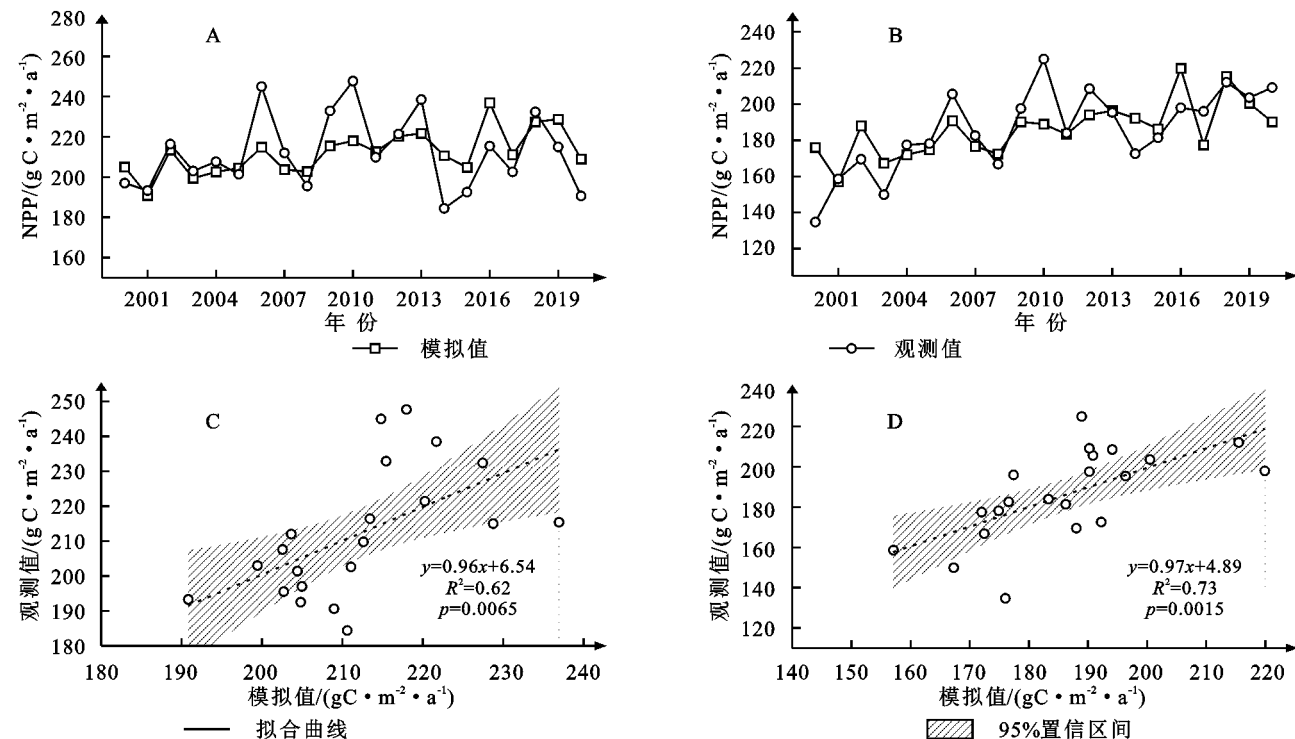 A
NPP/(g C·m⁻²·a⁻¹)
280
260
240
220
200
180
160
2001 2004 2007 2010 2013 2016 2019
年 份
B
NPP/(g C·m⁻²·a⁻¹)
240
220
200
180
160
140
120
2001 2004 2007 2010 2013 2016 2019
年 份
模拟值
观测值
C
观测值/(g C·m⁻²·a⁻¹)
250
240
230
220
210
200
190
180
y=0.96x+6.54
R²=0.62
p=0.0065
180 190 200 210 220 230 240
模拟值/(gC·m⁻²·a⁻¹)
D
观测值/(g C·m⁻²·a⁻¹)
240
220
200
180
160
140
120
y=0.97x+4.89
R²=0.73
p=0.0015
140 150 160 170 180 190 200 210 220
模拟值/(gC·m⁻²·a⁻¹)
拟合曲线
95%置信区间